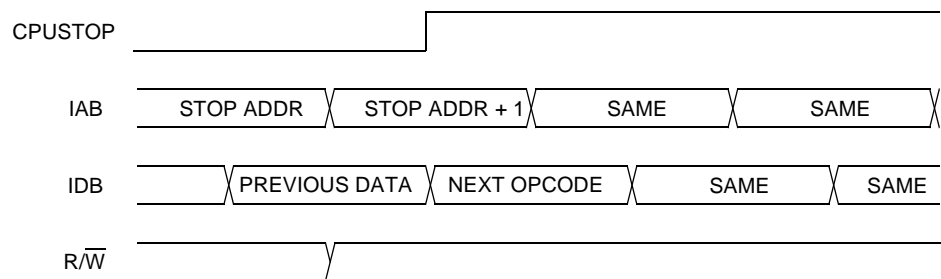 CPUSTOP
IAB STOP ADDR STOP ADDR + 1 SAME SAME
IDB PREVIOUS DATA NEXT OPCODE SAME SAME
R/W̅